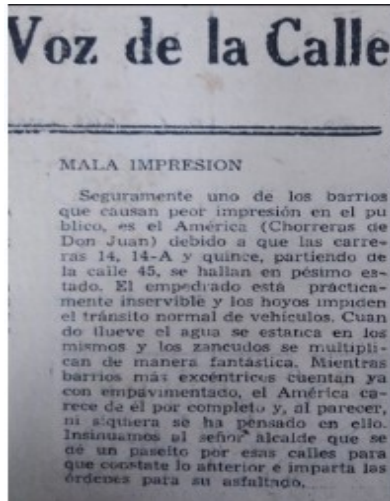 Voz de la Calle
MALA IMPRESION
Seguramente uno de los barrios
que causan peor impresión en el pu
blico, es el América (Chorreras de
Don Juan) debido a que las carre-
ras 14, 14-A y quince, partiendo de
la calle 45, se hallan en pésimo es-
tado. El empedrado está práctica-
mente inservible y los hoyos impiden
el tránsito normal de vehículos. Cuan
do llueve el agua se estanca en los
mismos y los zancudos se multipli-
can de manera fantástica. Mientras
barrios más excéntricos cuentan ya
con empavimentado, el América ca-
rece de él por completo y, al parecer,
ni siquiera se ha pensado en ello.
Insinuamos al señor alcalde que se
dé un paseito por esas calles para
que constate lo anterior e imparta las
órdenes para su asfaltado.